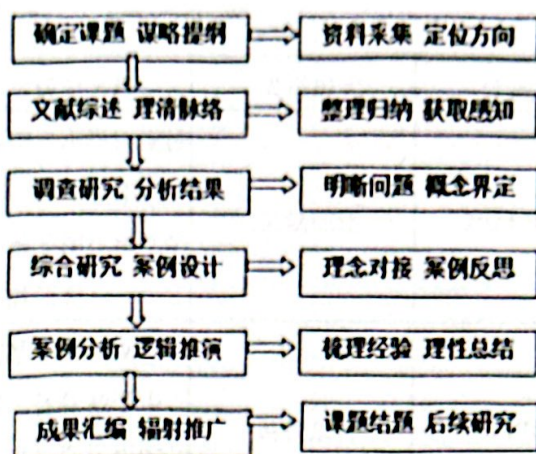 确定课题 谋略提纲 资料采集 定位方向
文献综述 理清脉络 整理归纳 获取感知
调查研究 分析结果 明晰问题 概念界定
综合研究 案例设计 理念对接 案例反思
案例分析 逻辑推演 梳理经验 理性总结
成果汇编 辐射推广 课题结题 后续研究